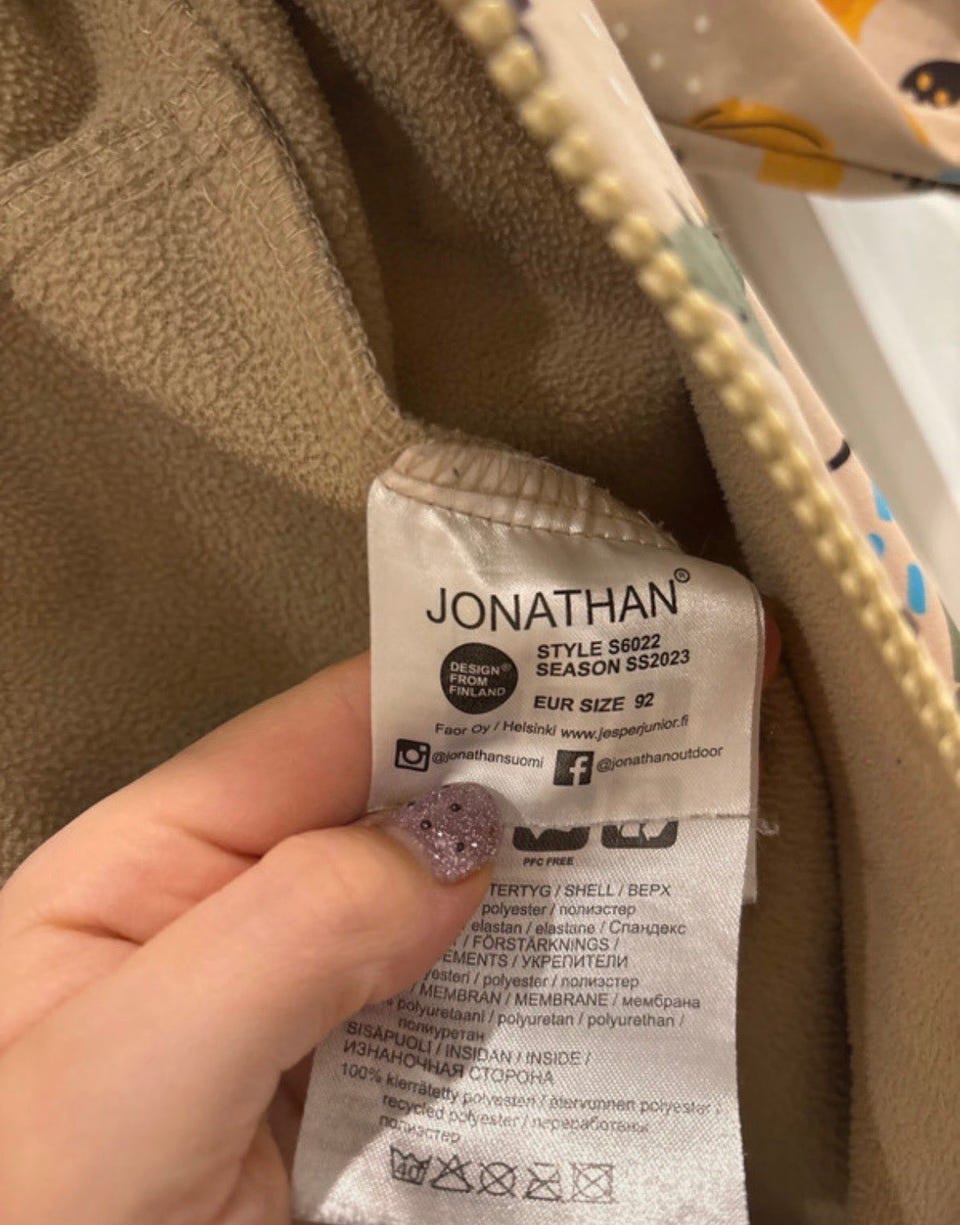 JONATHAN®
DESIGN®
FROM
FINLAND
STYLE S6022
SEASON SS2023
EUR SIZE 92
Faor Oy / Helsinki www.jesperjunior.fi
@jonathansuomi
@jonathanoutdoor
PFC FREE
TERTYG / SHELL / ВЕРХ
polyester / полиэстер
elastan / elastane / Спандекс
/ FÖRSTÄRKNINGS /
EMENTS / УКРЕПИТЕЛИ
yesteri / polyester / полиэстер
/ MEMBRAN / MEMBRANE / мембрана
% polyuretaani / polyuretan / polyurethan /
полиуретан
SISÄPUOLI / INSIDAN / INSIDE /
ИЗНАНОЧНАЯ СТОРОНА
100% kierrätetty polyesteri / återvunnen polyester /
recycled polyester / переработанн
полиэстер
40